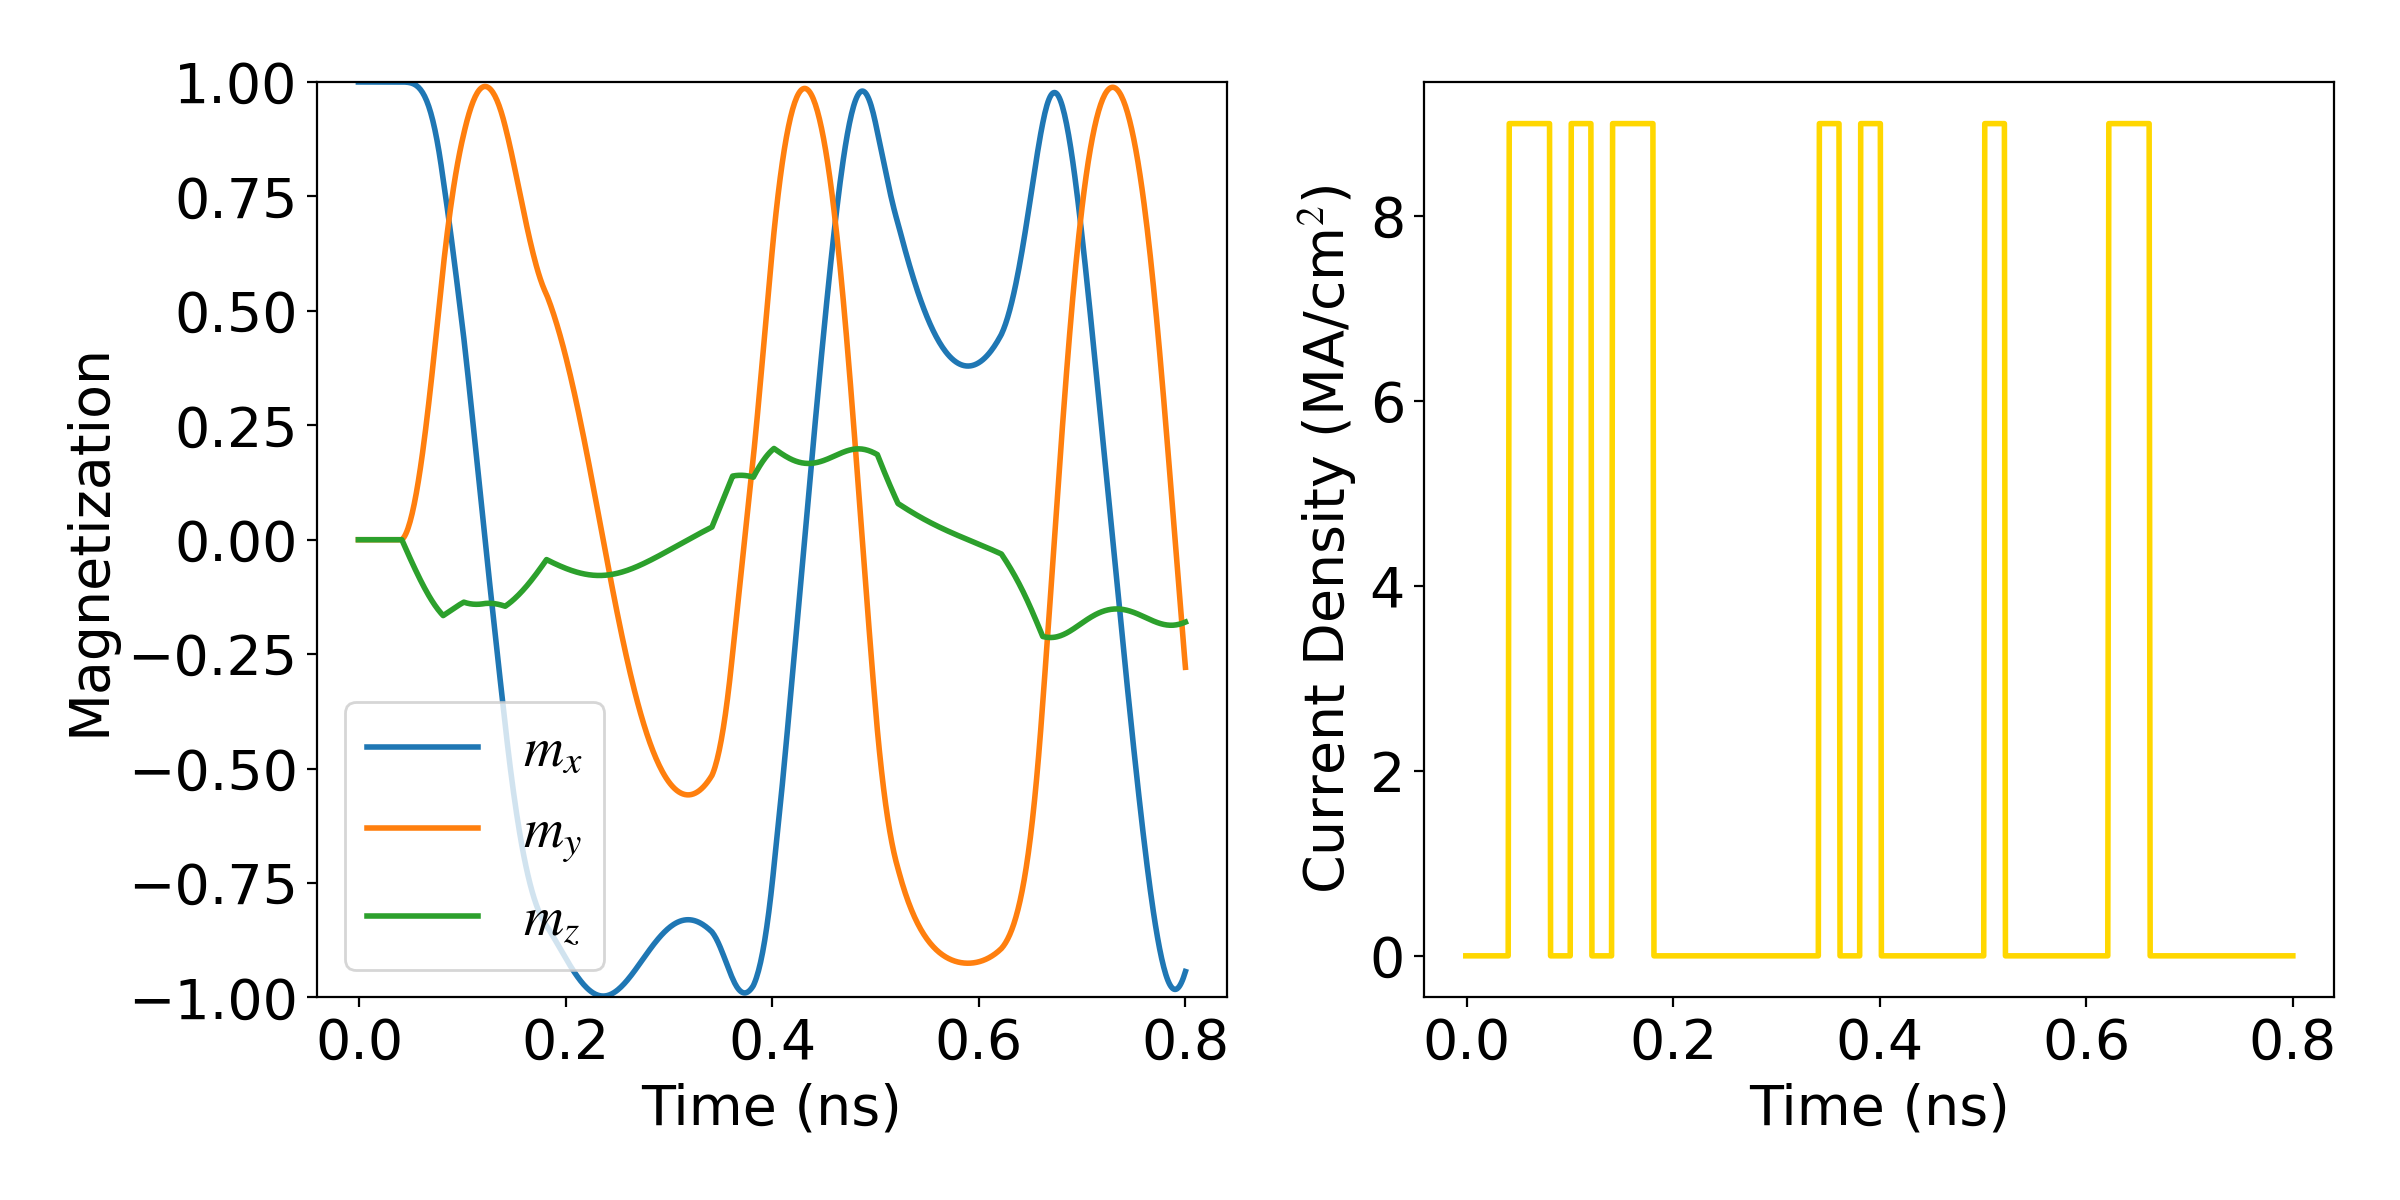 1.00
0.75
0.50
0.25
0.00
−0.25
−0.50
−0.75
−1.00
Magnetization
m_x
m_y
m_z
0.0 0.2 0.4 0.6 0.8
Time (ns)
8
6
4
2
0
Current Density (MA/cm²)
0.0 0.2 0.4 0.6 0.8
Time (ns)